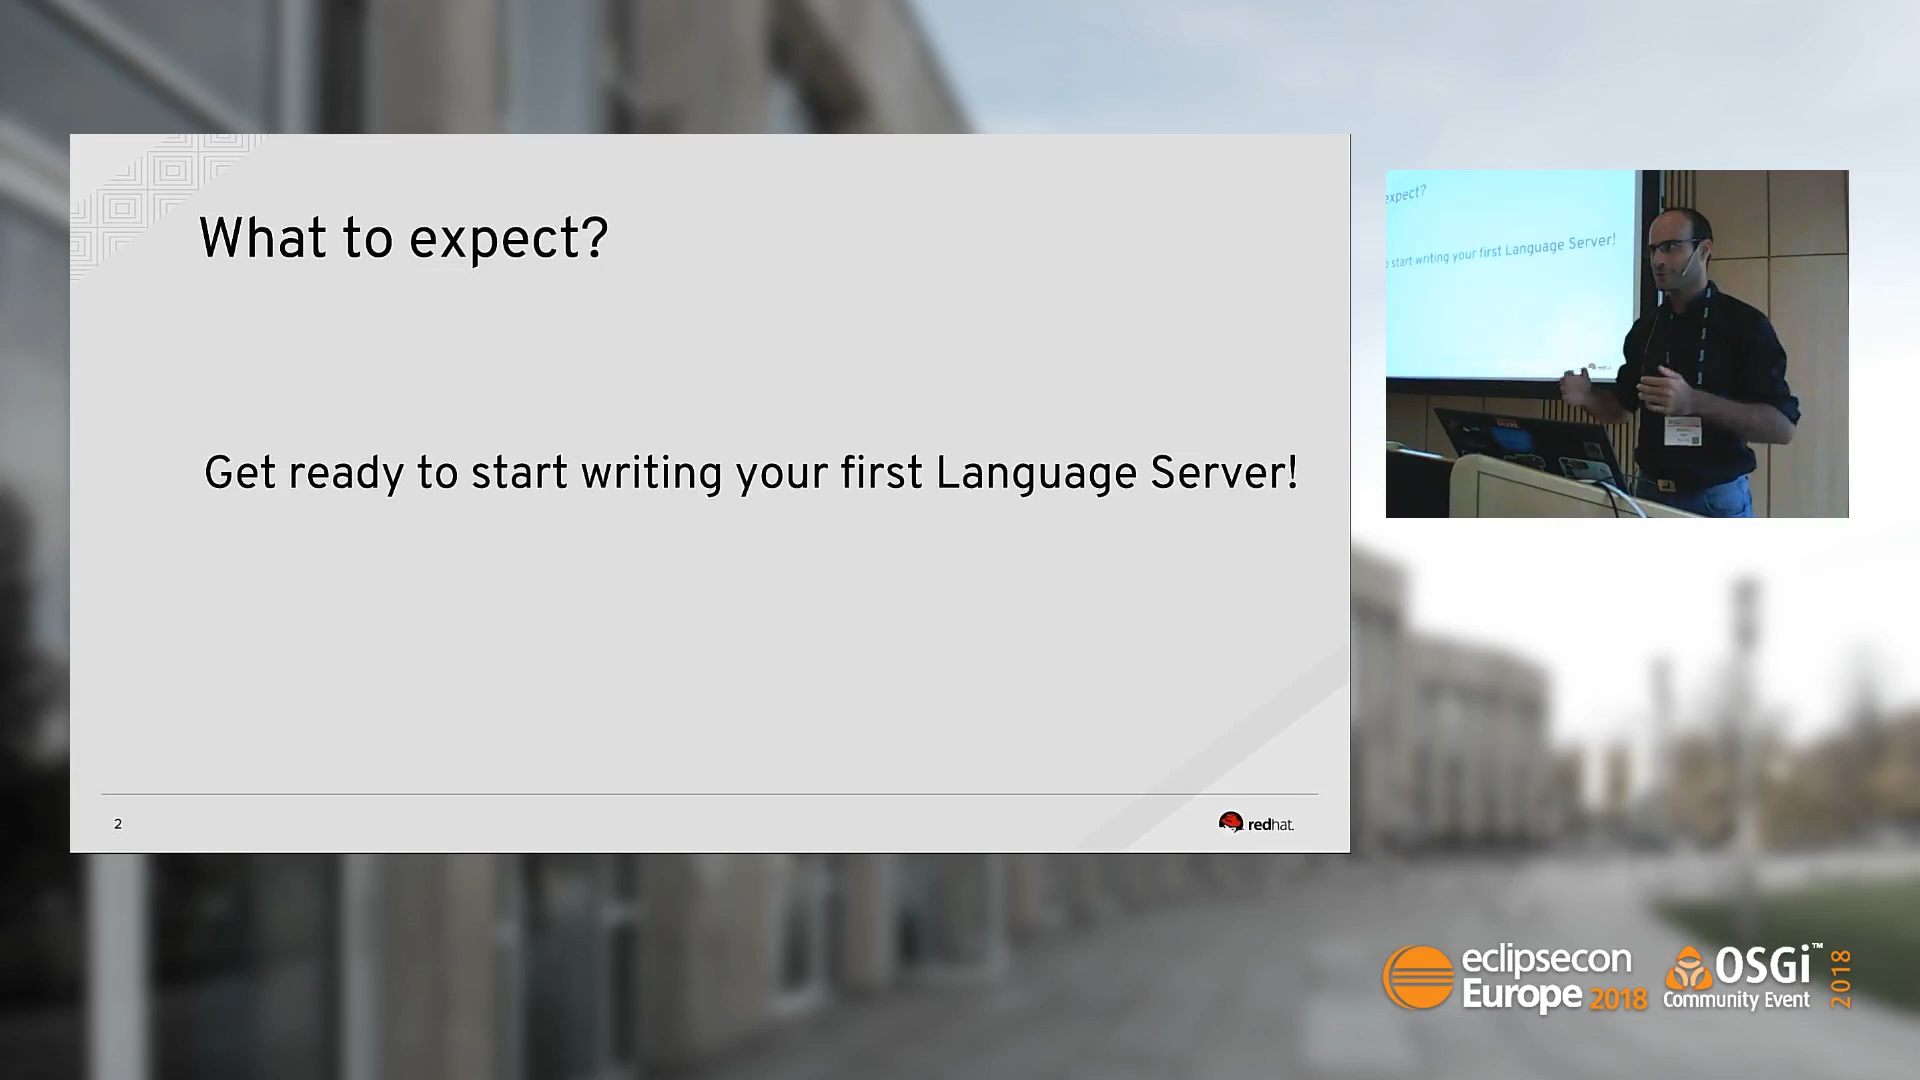 What to expect?
Get ready to start writing your first Language Server!
2
redhat.
expect?
start writing your first Language Server!
eclipsecon
Europe 2018
OSGi™
Community Event
2018